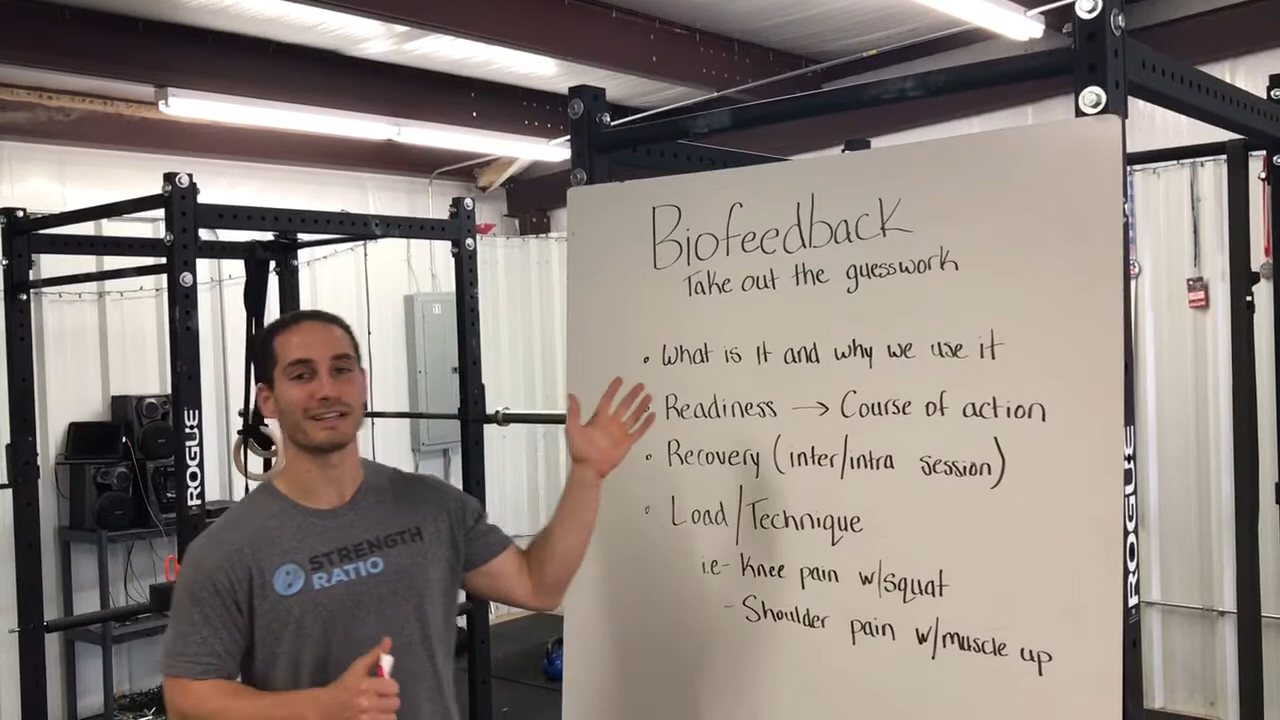 Biofeedback
Take out the guesswork
• What is it and why we use it
• Readiness → Course of action
• Recovery (inter/intra session)
• Load/Technique
i.e- Knee pain w/squat
- Shoulder pain w/muscle up
STRENGTH
RATIO
ROGUE
ROGUE